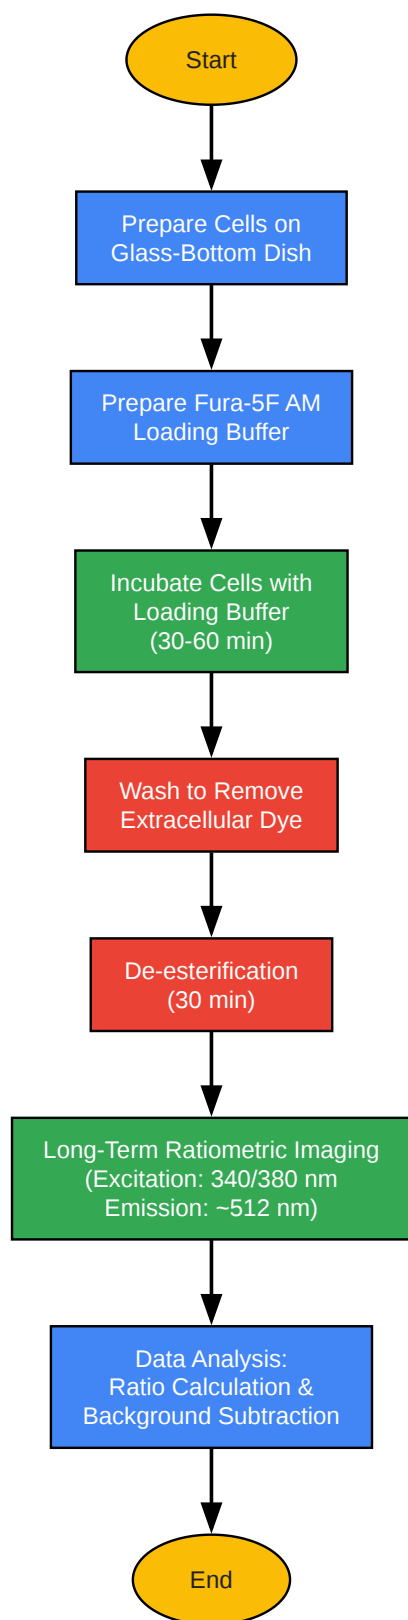 Start
Prepare Cells on
Glass-Bottom Dish
Prepare Fura-5F AM
Loading Buffer
Incubate Cells with
Loading Buffer
(30-60 min)
Wash to Remove
Extracellular Dye
De-esterification
(30 min)
Long-Term Ratiometric Imaging
(Excitation: 340/380 nm
Emission: ~512 nm)
Data Analysis:
Ratio Calculation &
Background Subtraction
End